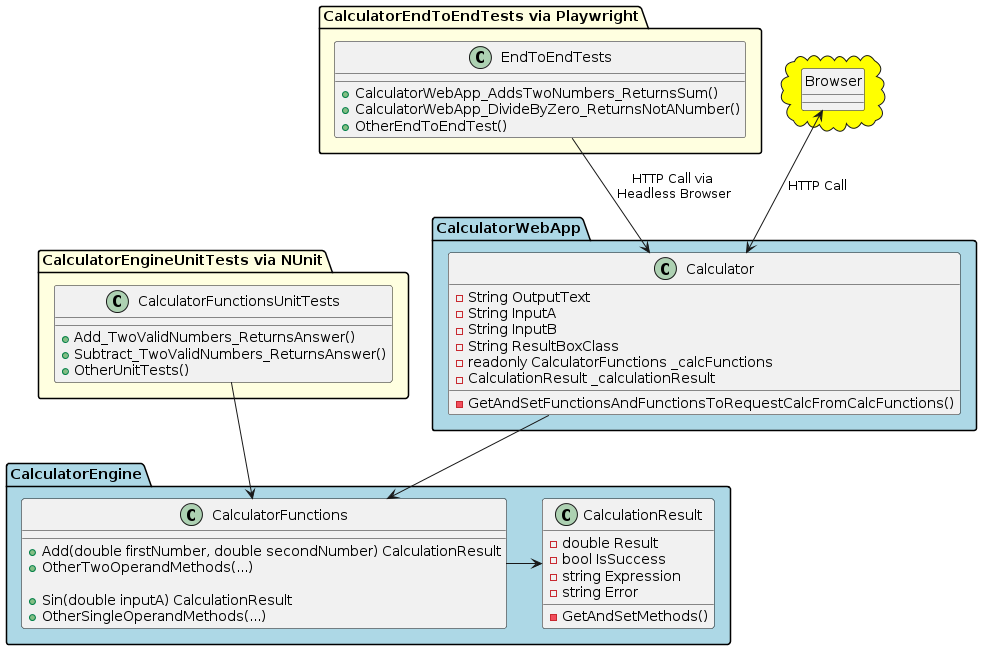 CalculatorEndToEndTests via Playwright
C EndToEndTests
CalculatorWebApp_AddsTwoNumbers_ReturnsSum()
CalculatorWebApp_DivideByZero_ReturnsNotANumber()
OtherEndToEndTest()
Browser
HTTP Call via
Headless Browser
HTTP Call
CalculatorWebApp
C Calculator
String OutputText
String InputA
String InputB
String ResultBoxClass
readonly CalculatorFunctions _calcFunctions
CalculationResult _calculationResult
GetAndSetFunctionsAndFunctionsToRequestCalcFromCalcFunctions()
CalculatorEngineUnitTests via NUnit
C CalculatorFunctionsUnitTests
Add_TwoValidNumbers_ReturnsAnswer()
Subtract_TwoValidNumbers_ReturnsAnswer()
OtherUnitTests()
CalculatorEngine
C CalculatorFunctions
Add(double firstNumber, double secondNumber) CalculationResult
OtherTwoOperandMethods(...)
Sin(double inputA) CalculationResult
OtherSingleOperandMethods(...)
C CalculationResult
double Result
bool IsSuccess
string Expression
string Error
GetAndSetMethods()